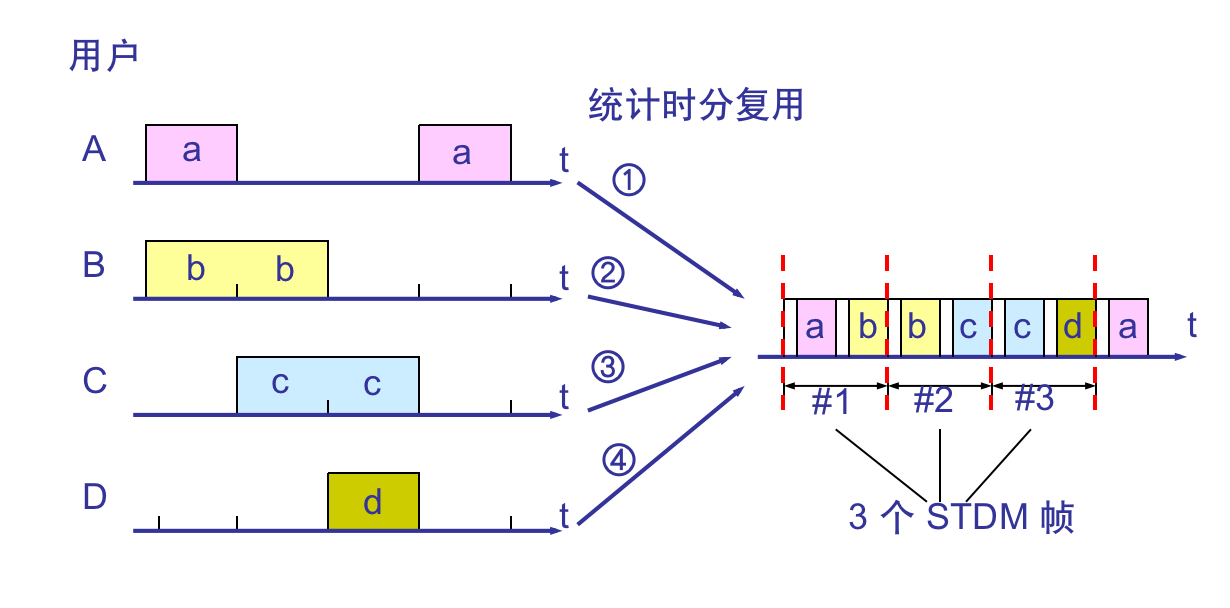 用户
统计时分复用
A a a t
①
B b b t
②
a b b c c d a t
C c c t
③
#1 #2 #3
④
D d t
3 个 STDM 帧